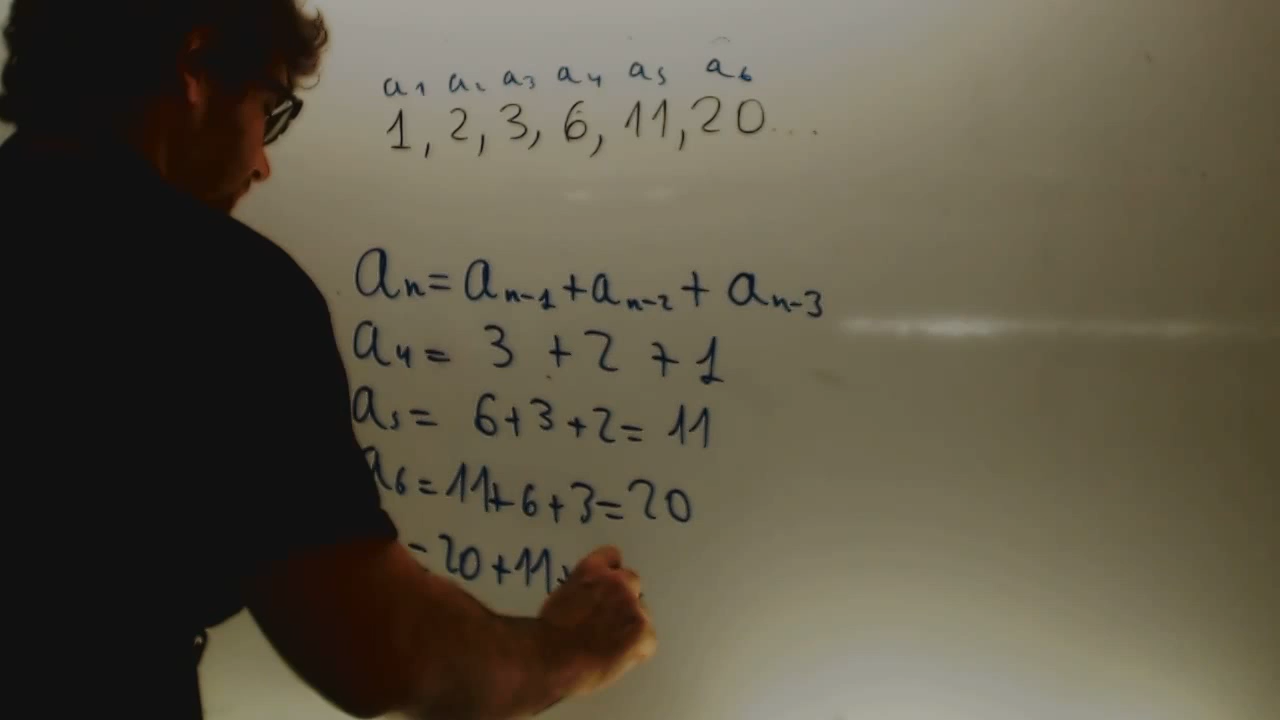 a₁ a₂ a₃ a₄ a₅ a₆
1, 2, 3, 6, 11, 20...
aₙ = aₙ₋₁ + aₙ₋₂ + aₙ₋₃
a₄ = 3 + 2 + 1
a₅ = 6+3+2= 11
a₆ = 11+6+3=20
=20+11+